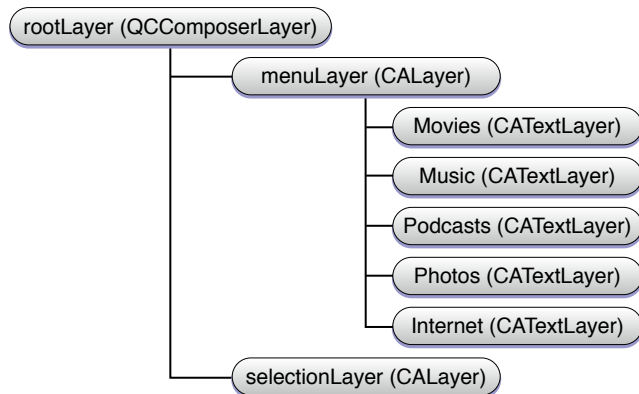 rootLayer (QCComposerLayer)
menuLayer (CALayer)
Movies (CATextLayer)
Music (CATextLayer)
Podcasts (CATextLayer)
Photos (CATextLayer)
Internet (CATextLayer)
selectionLayer (CALayer)